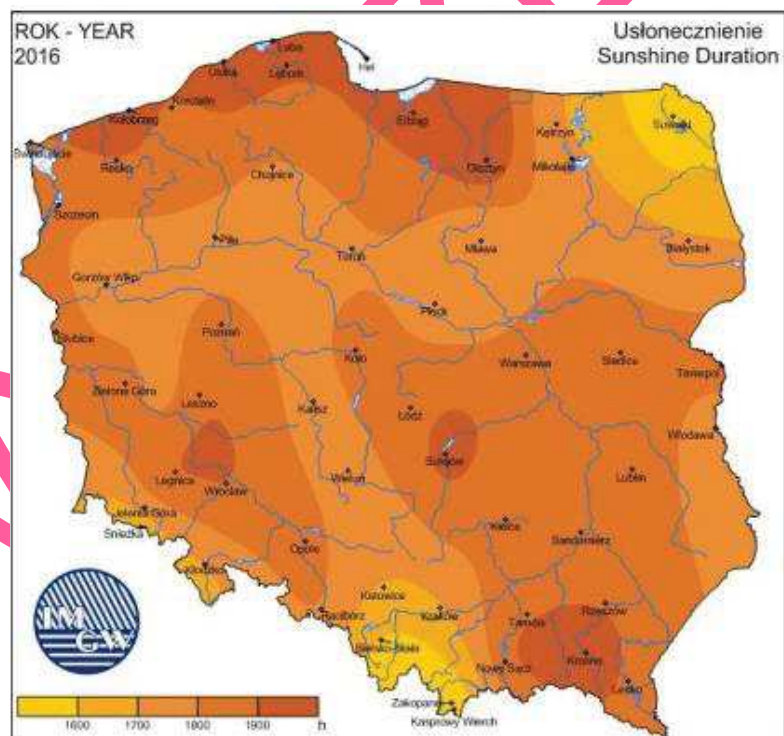 ROK - YEAR
2016
Usłonecznienie
Sunshine Duration
Łeba
Hel
Ustka
Lębork
Koszalin
Kołobrzeg
Elbląg
Kętrzyn
Suwałki
Świnoujście
Resko
Chojnice
Olsztyn
Mikołajki
Szczecin
Piła
Toruń
Mława
Białystok
Gorzów Wlkp.
Płock
Słubice
Poznań
Koło
Warszawa
Siedlce
Terespol
Zielona Góra
Leszno
Kalisz
Łódź
Włodawa
Sulejów
Legnica
Wrocław
Wieluń
Lublin
Jelenia Góra
Śnieżka
Kielce
Opole
Sandomierz
Kłodzko
Katowice
Racibórz
Kraków
Tarnów
Rzeszów
IM
GW
Bielsko-Biała
Nowy Sącz
Krosno
Lesko
Zakopane
Kasprowy Wierch
1600 1700 1800 1900 h